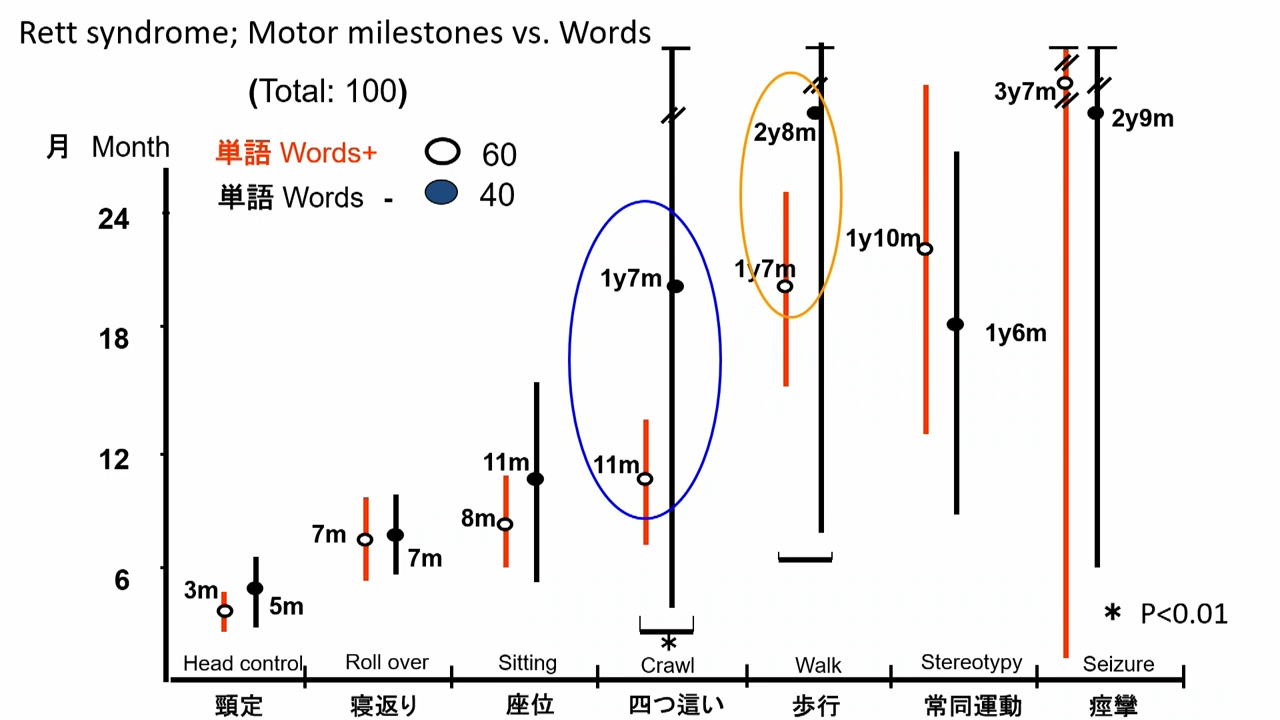 Rett syndrome; Motor milestones vs. Words
(Total: 100)
月 Month
単語 Words+ 60
単語 Words - 40
24
18
12
6
3m
5m
7m
7m
8m
11m
11m
1y7m
1y7m
2y8m
1y10m
1y6m
3y7m
2y9m
*
* P<0.01
Head control
Roll over
Sitting
Crawl
Walk
Stereotypy
Seizure
頸定
寝返り
座位
四つ這い
歩行
常同運動
痙攣